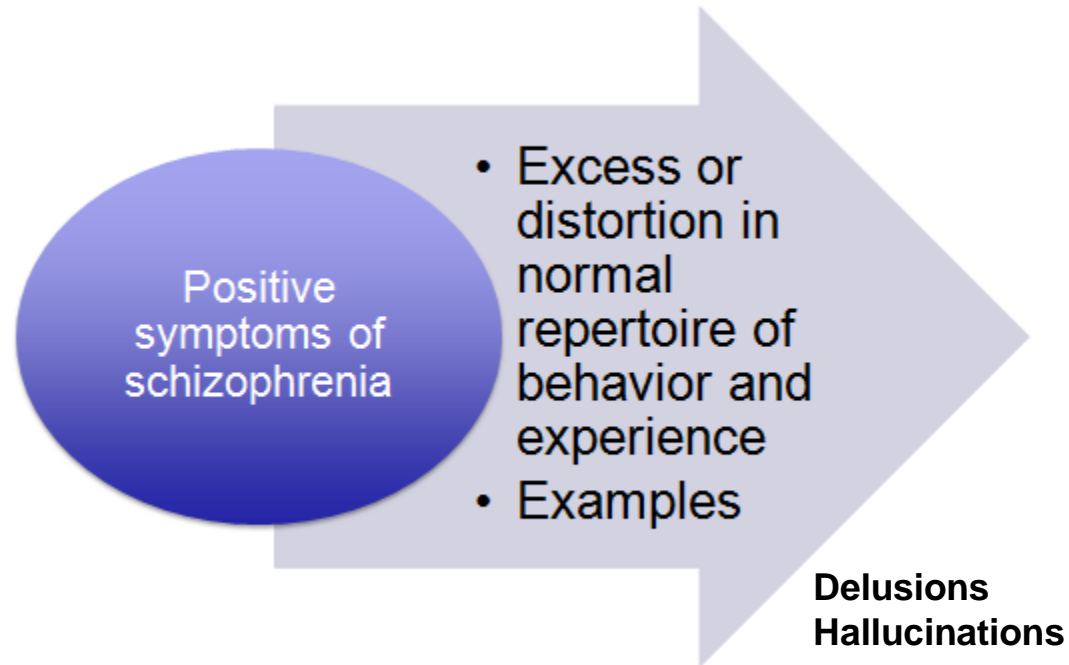 Positive
symptoms of
schizophrenia
• Excess or
distortion in
normal
repertoire of
behavior and
experience
• Examples
Delusions
Hallucinations